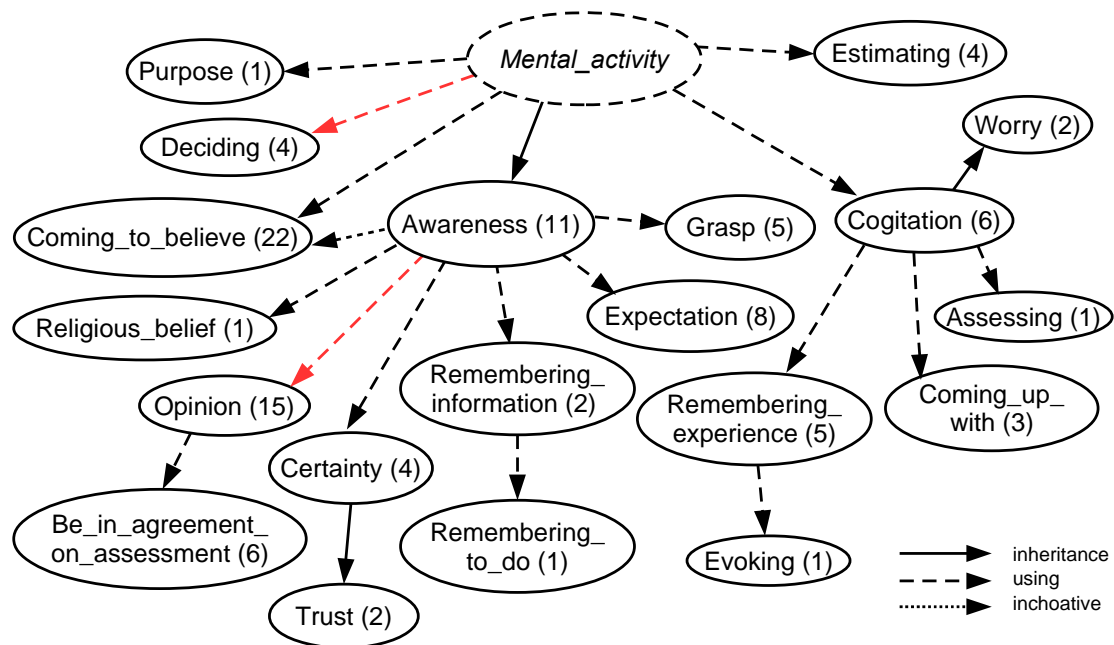 Mental_activity
Estimating (4)
Purpose (1)
Worry (2)
Deciding (4)
Coming_to_believe (22)
Awareness (11)
Grasp (5)
Cogitation (6)
Religious_belief (1)
Expectation (8)
Assessing (1)
Opinion (15)
Remembering_
information (2)
Remembering_
experience (5)
Coming_up_
with (3)
Certainty (4)
Be_in_agreement_
on_assessment (6)
Remembering_
to_do (1)
Evoking (1)
Trust (2)
inheritance
using
inchoative